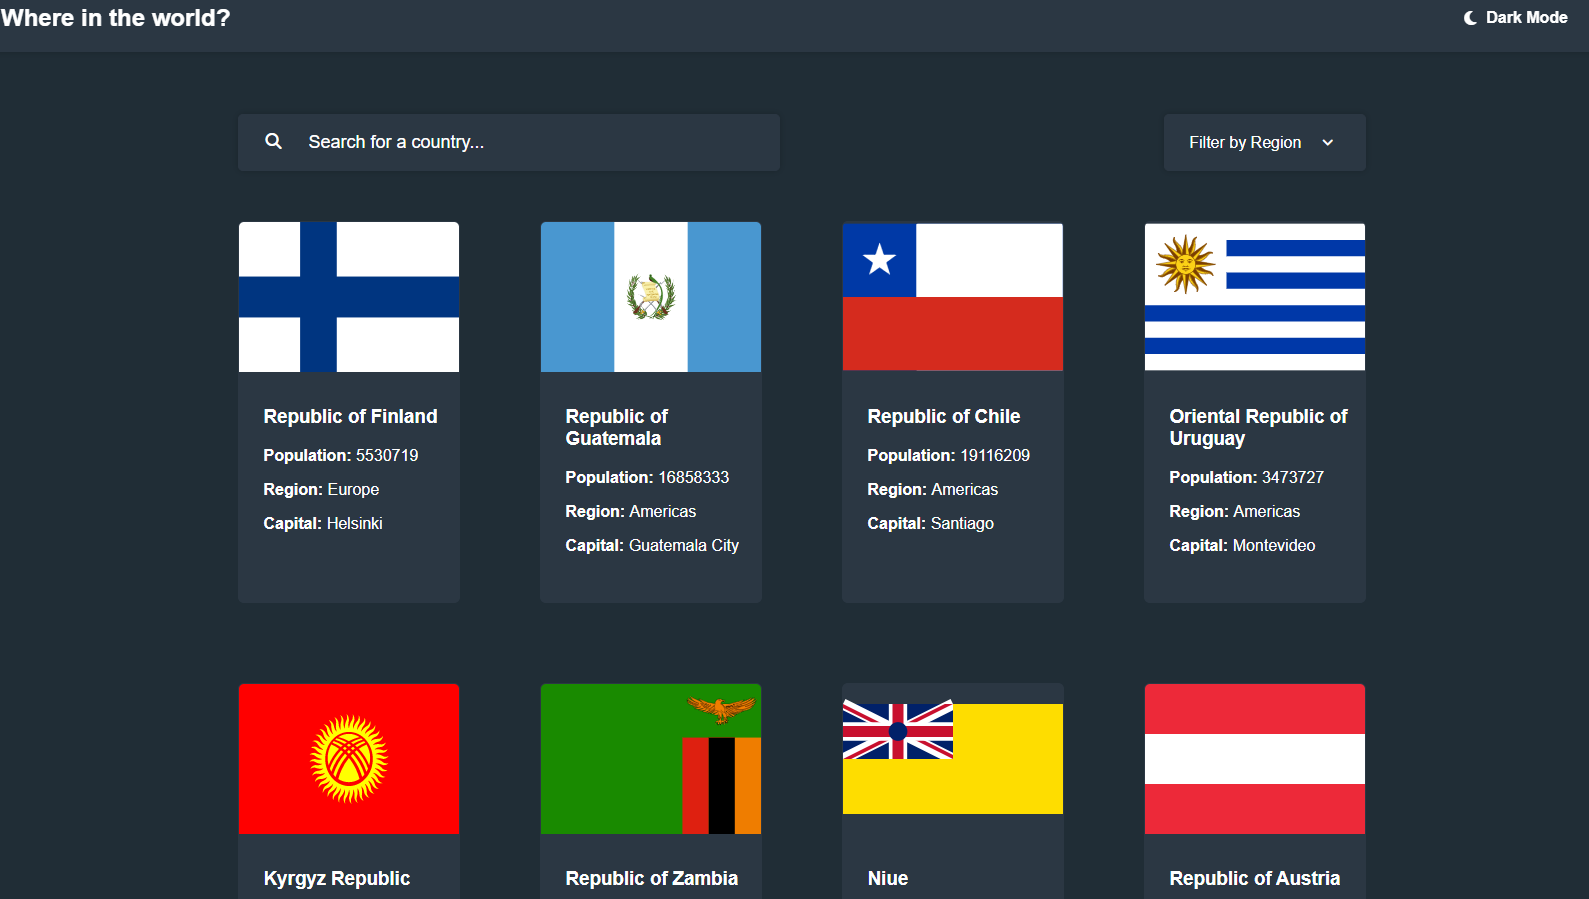 Where in the world?
Dark Mode
Search for a country...
Filter by Region
Republic of Finland
Population: 5530719
Region: Europe
Capital: Helsinki
Republic of
Guatemala
Population: 16858333
Region: Americas
Capital: Guatemala City
Republic of Chile
Population: 19116209
Region: Americas
Capital: Santiago
Oriental Republic of
Uruguay
Population: 3473727
Region: Americas
Capital: Montevideo
Kyrgyz Republic
Republic of Zambia
Niue
Republic of Austria